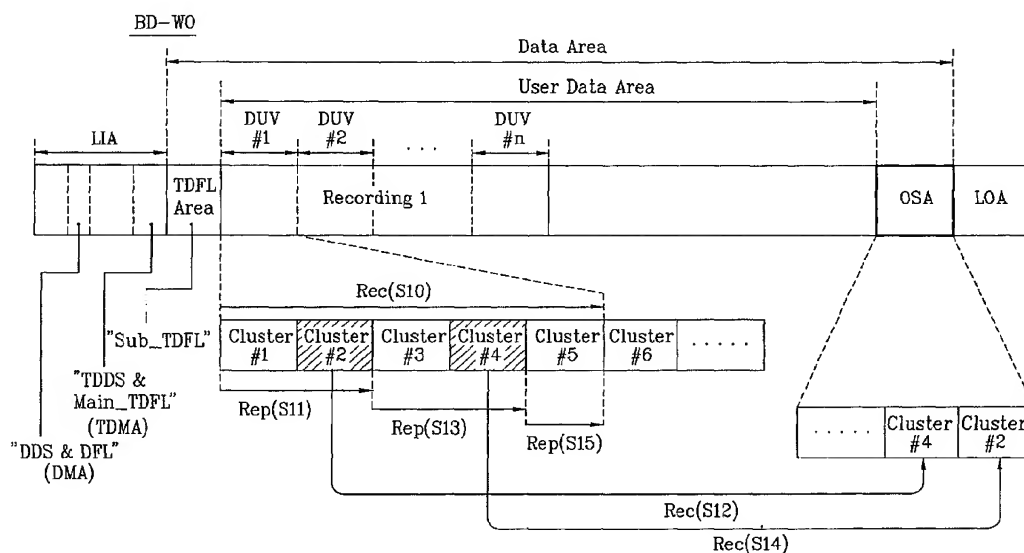 BD-WO
Data Area
User Data Area
LIA
DUV
#1
DUV
#2
. . .
DUV
#n
TDFL
Area
Recording 1
OSA
LOA
Rec(S10)
"Sub_TDFL"
Cluster
#1
Cluster
#2
Cluster
#3
Cluster
#4
Cluster
#5
Cluster
#6
. . . . .
"TDDS &
Main_TDFL"
(TDMA)
Rep(S11)
Rep(S13)
Rep(S15)
"DDS & DFL"
(DMA)
. . . . .
Cluster
#4
Cluster
#2
Rec(S12)
Rec(S14)